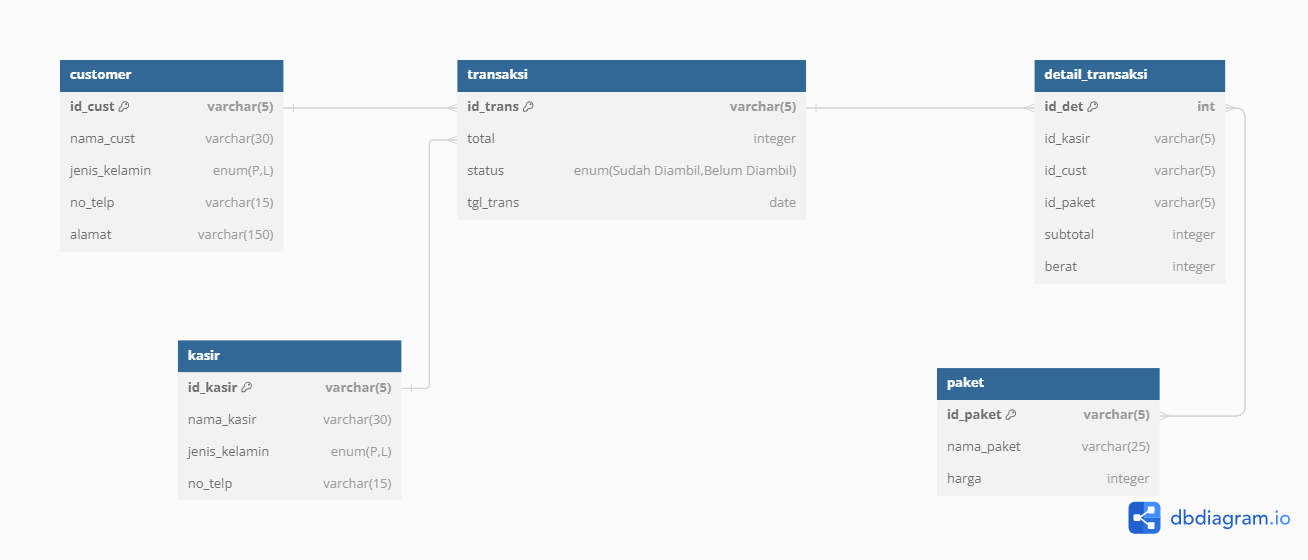 customer
id_cust varchar(5)
nama_cust varchar(30)
jenis_kelamin enum(P,L)
no_telp varchar(15)
alamat varchar(150)
transaksi
id_trans varchar(5)
total integer
status enum(Sudah Diambil,Belum Diambil)
tgl_trans date
detail_transaksi
id_det int
id_kasir varchar(5)
id_cust varchar(5)
id_paket varchar(5)
subtotal integer
berat integer
kasir
id_kasir varchar(5)
nama_kasir varchar(30)
jenis_kelamin enum(P,L)
no_telp varchar(15)
paket
id_paket varchar(5)
nama_paket varchar(25)
harga integer
dbdiagram.io